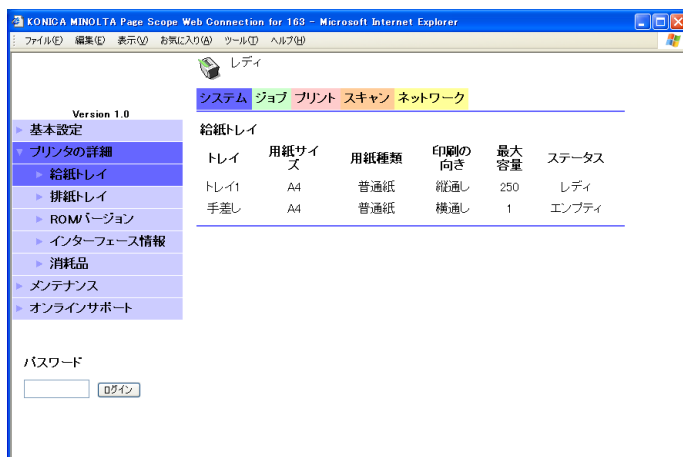 KONICA MINOLTA Page Scope Web Connection for 163 - Microsoft Internet Explorer
ファイル(F) 編集(E) 表示(V) お気に入り(A) ツール(T) ヘルプ(H)
レディ
システム ジョブ プリント スキャン ネットワーク
Version 1.0
基本設定
プリンタの詳細
給紙トレイ
排紙トレイ
ROMバージョン
インターフェース情報
消耗品
メンテナンス
オンラインサポート
パスワード
ログイン
給紙トレイ
トレイ 用紙サイズ 用紙種類 印刷の向き 最大容量 ステータス
トレイ1 A4 普通紙 縦通し 250 レディ
手差し A4 普通紙 横通し 1 エンプティ